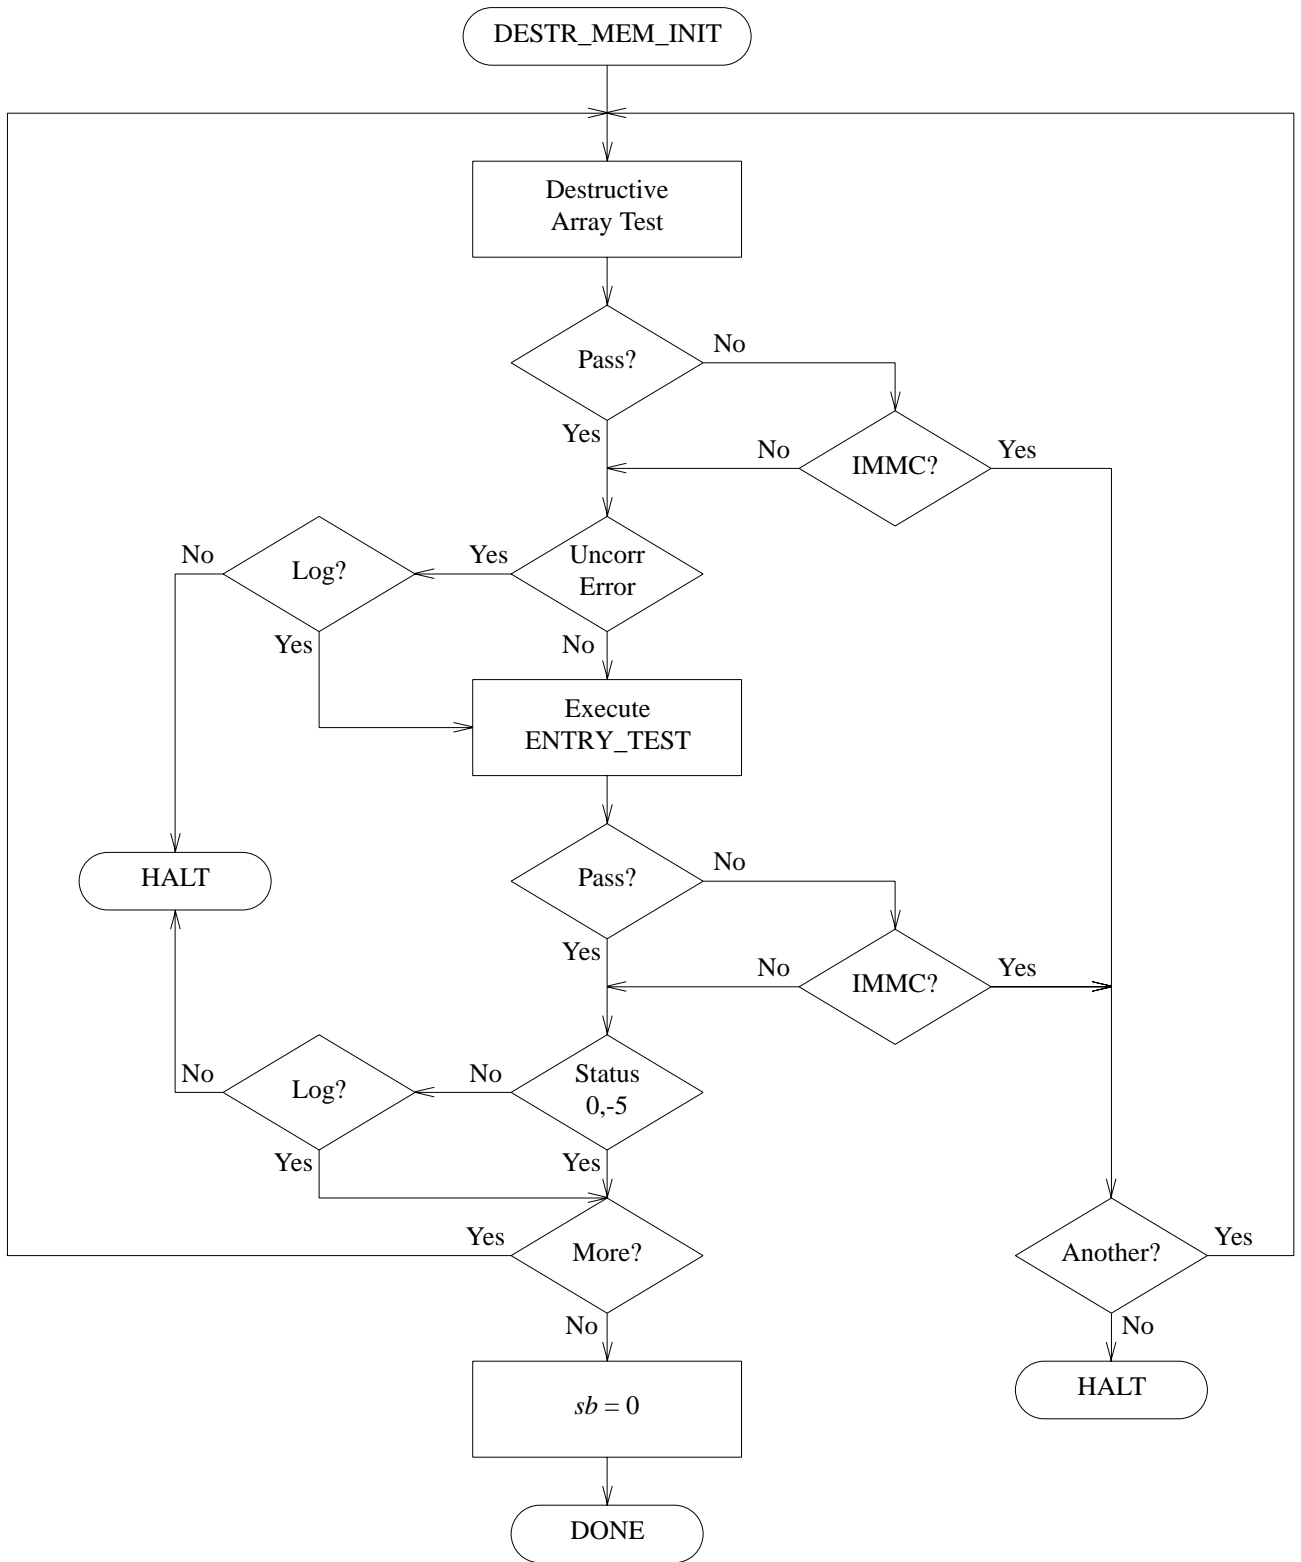 DESTR_MEM_INIT
Destructive
Array Test
Pass?
No
Yes
No
IMMC?
Yes
No
Log?
Yes
Uncorr
Error
Yes
No
Execute
ENTRY_TEST
HALT
Pass?
No
Yes
No
IMMC?
Yes
No
Log?
No
Status
0,-5
Yes
Yes
Yes
More?
Another?
Yes
No
No
sb = 0
HALT
DONE